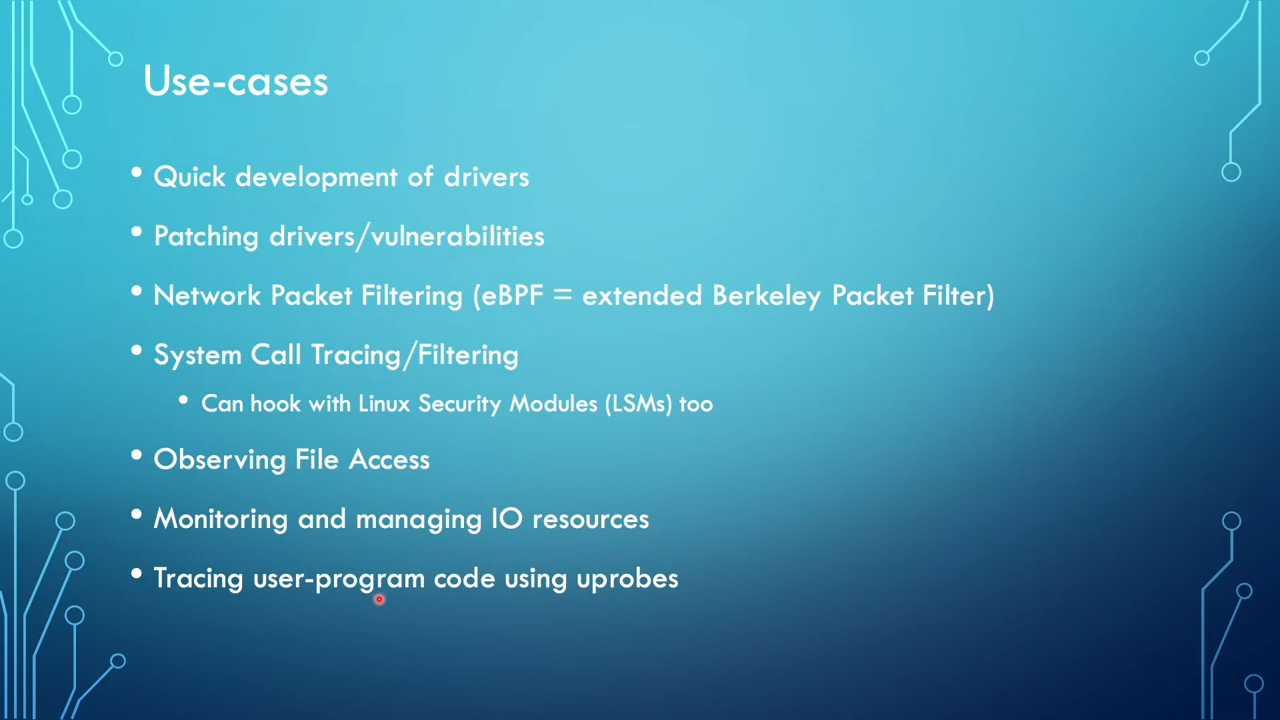 Use-cases
• Quick development of drivers
• Patching drivers/vulnerabilities
• Network Packet Filtering (eBPF = extended Berkeley Packet Filter)
• System Call Tracing/Filtering
• Can hook with Linux Security Modules (LSMs) too
• Observing File Access
• Monitoring and managing IO resources
• Tracing user-program code using uprobes